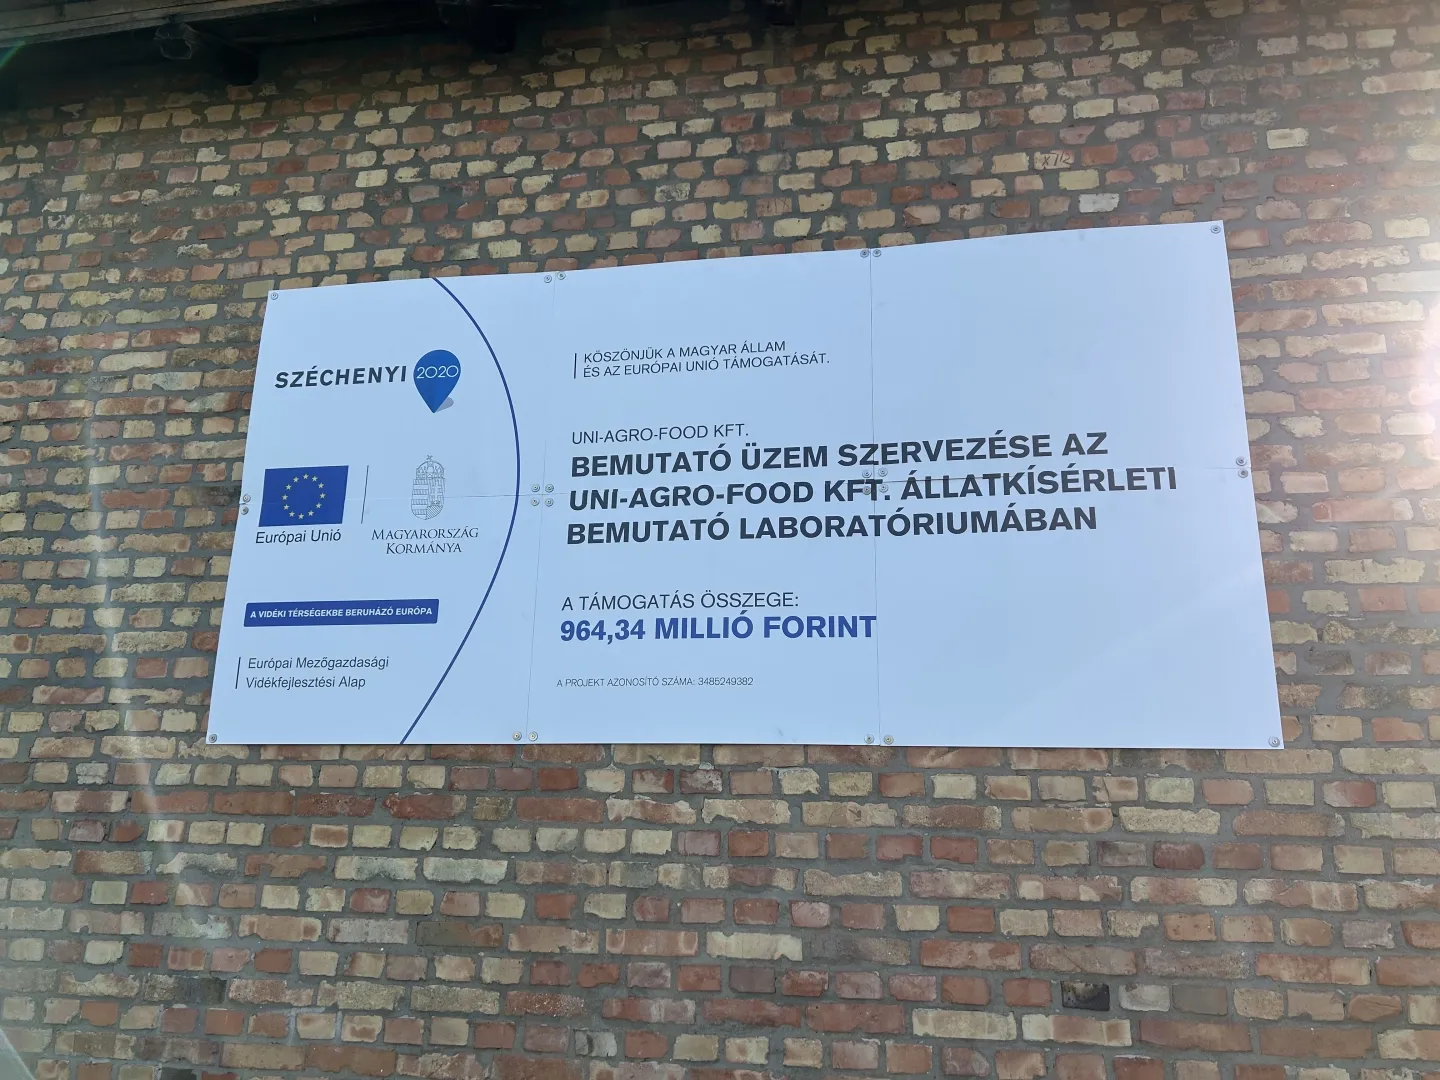 SZÉCHENYI 2020
Európai Unió
MAGYARORSZÁG
KORMÁNYA
A VIDÉKI TÉRSÉGEKBE BERUHÁZÓ EURÓPA
Európai Mezőgazdasági
Vidékfejlesztési Alap
KÖSZÖNJÜK A MAGYAR ÁLLAM
ÉS AZ EURÓPAI UNIÓ TÁMOGATÁSÁT.
UNI-AGRO-FOOD KFT.
BEMUTATÓ ÜZEM SZERVEZÉSE AZ
UNI-AGRO-FOOD KFT. ÁLLATKÍSÉRLETI
BEMUTATÓ LABORATÓRIUMÁBAN
A TÁMOGATÁS ÖSSZEGE:
964,34 MILLIÓ FORINT
A PROJEKT AZONOSÍTÓ SZÁMA: 3485249382